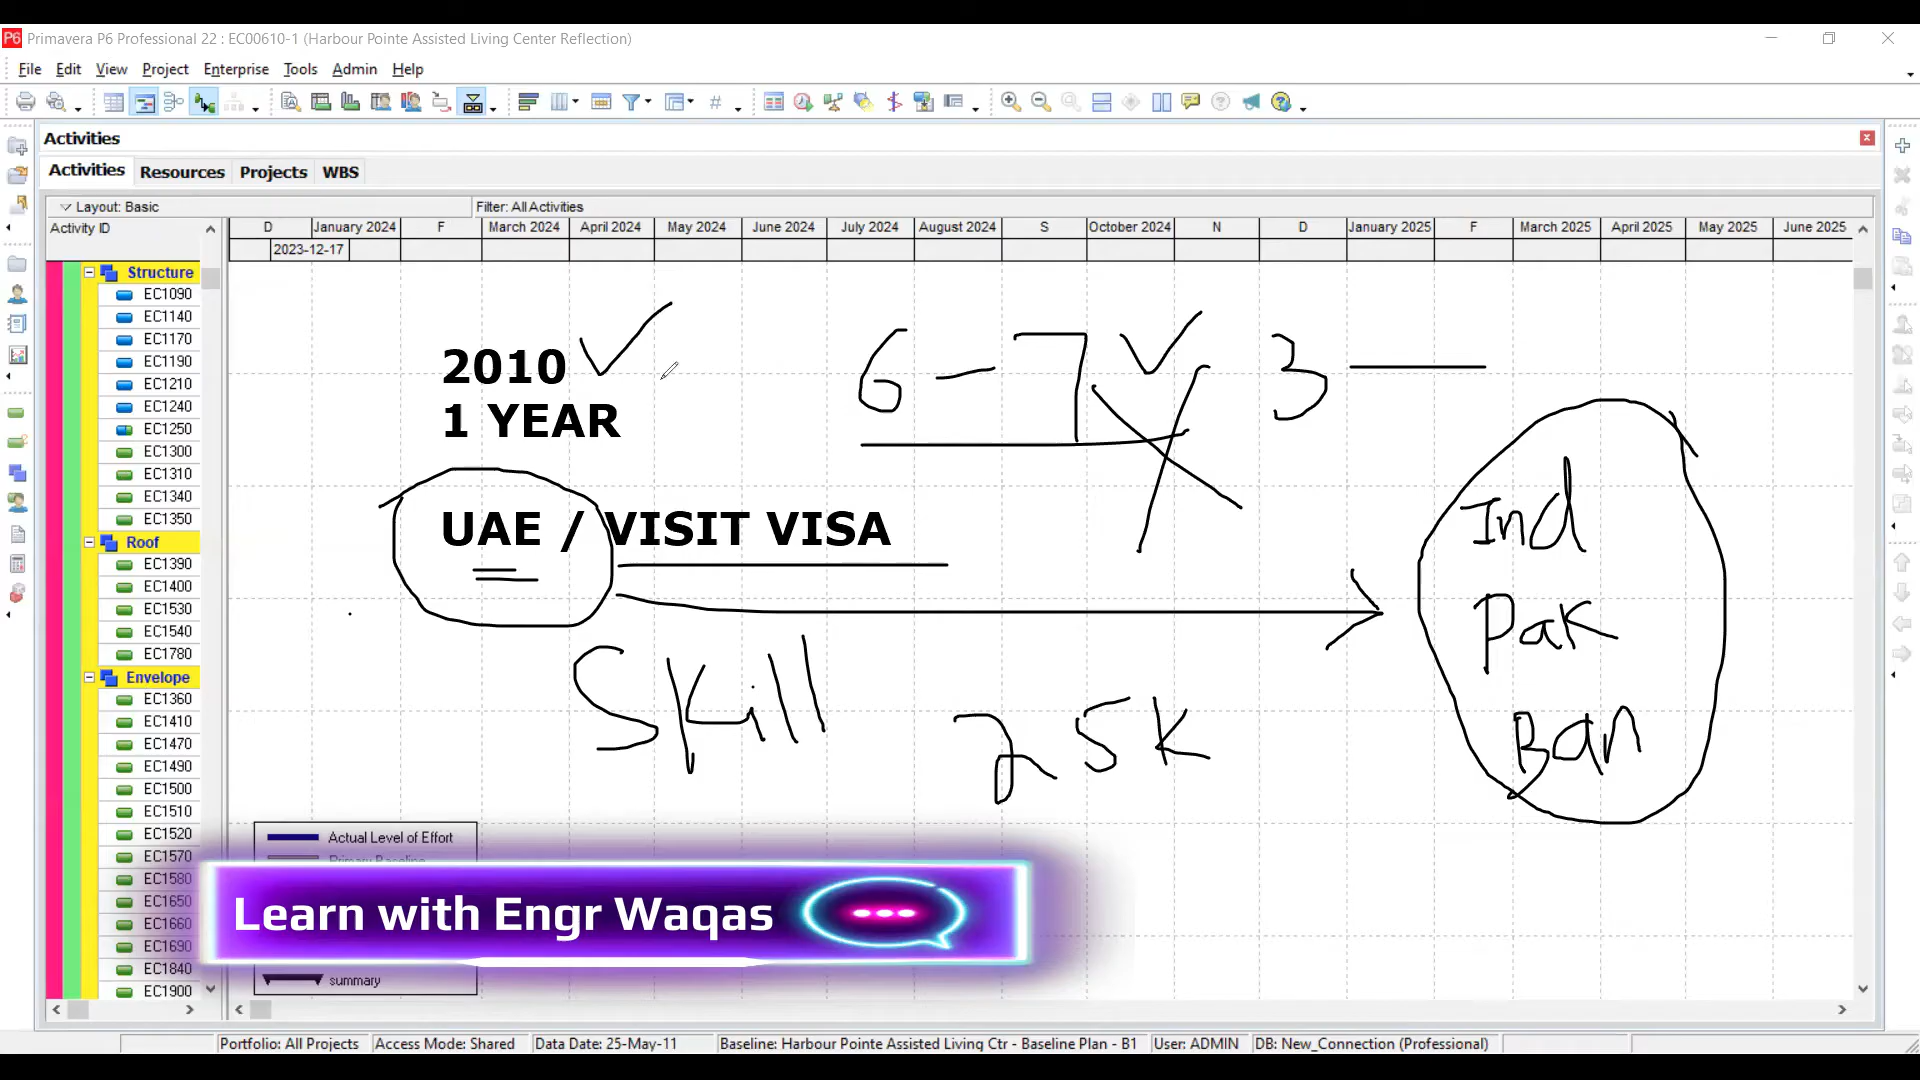 P6 Primavera P6 Professional 22 : EC00610-1 (Harbour Pointe Assisted Living Center Reflection)
File Edit View Project Enterprise Tools Admin Help
Activities
Activities Resources Projects WBS
Layout: Basic Filter: All Activities
Activity ID
D January 2024 F March 2024 April 2024 May 2024 June 2024 July 2024 August 2024 S October 2024 N D January 2025 F March 2025 April 2025 May 2025 June 2025
2023-12-17
Structure
EC1090
EC1140
EC1170
EC1190
EC1210
EC1240
EC1250
EC1300
EC1310
EC1340
EC1350
Roof
EC1390
EC1400
EC1530
EC1540
EC1780
Envelope
EC1360
EC1410
EC1470
EC1490
EC1500
EC1510
EC1520
EC1570
EC1580
EC1650
EC1660
EC1690
EC1840
EC1900
2010
1 YEAR
6 - 7 3
UAE / VISIT VISA
Skill
25K
Ind
Pak
Ban
Actual Level of Effort
Primary Baseline
Learn with Engr Waqas
summary
Portfolio: All Projects Access Mode: Shared Data Date: 25-May-11 Baseline: Harbour Pointe Assisted Living Ctr - Baseline Plan - B1 User: ADMIN DB: New_Connection (Professional)